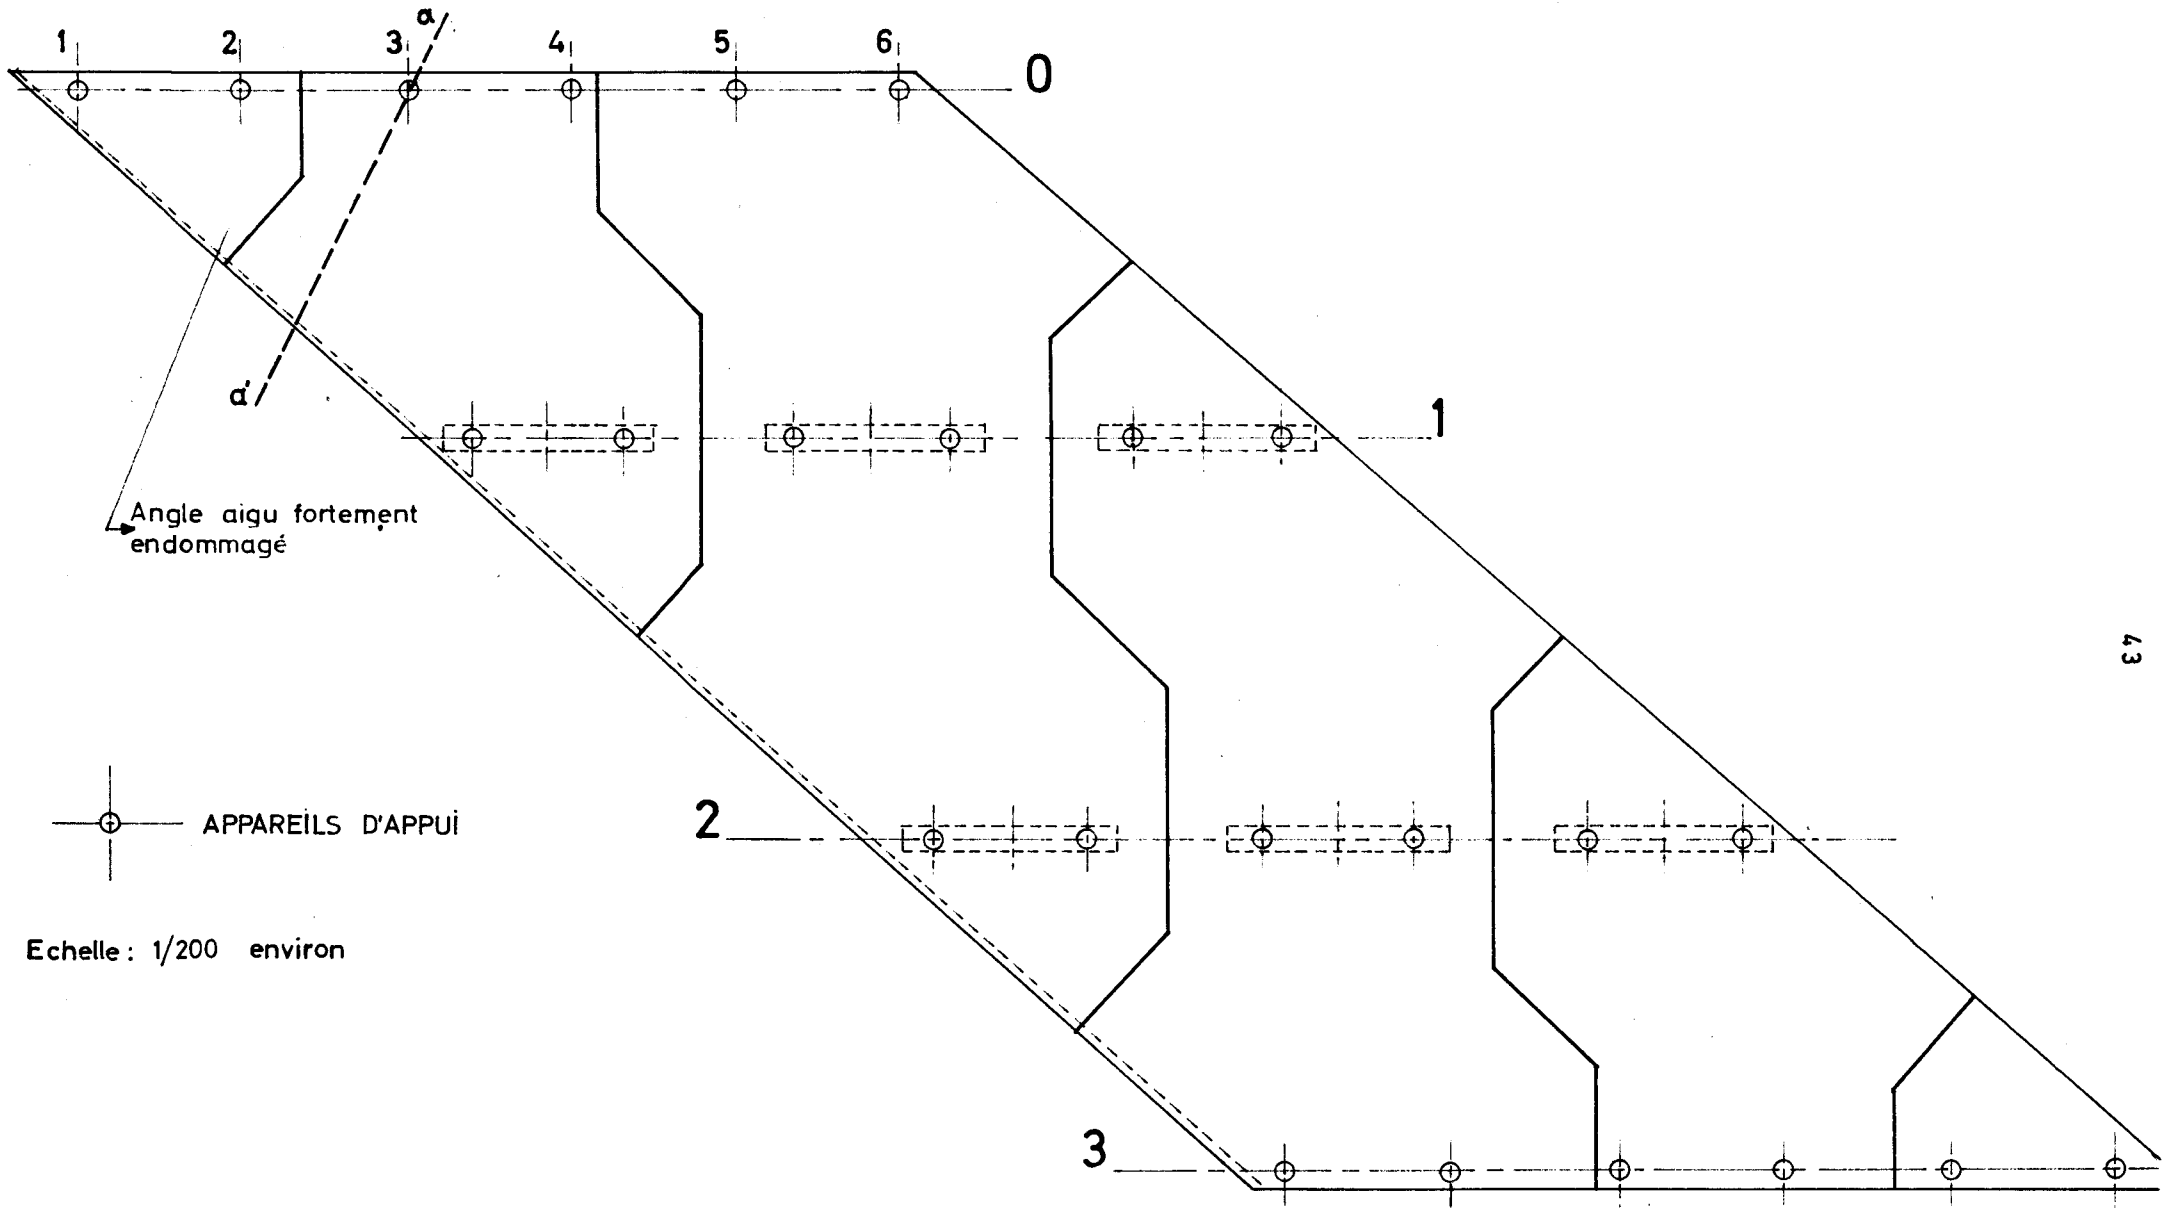 a
1 2 3 4 5 6
0
a'
1
Angle aigu fortement
endommagé
43
2
APPAREILS D'APPUI
Echelle : 1/200 environ
3